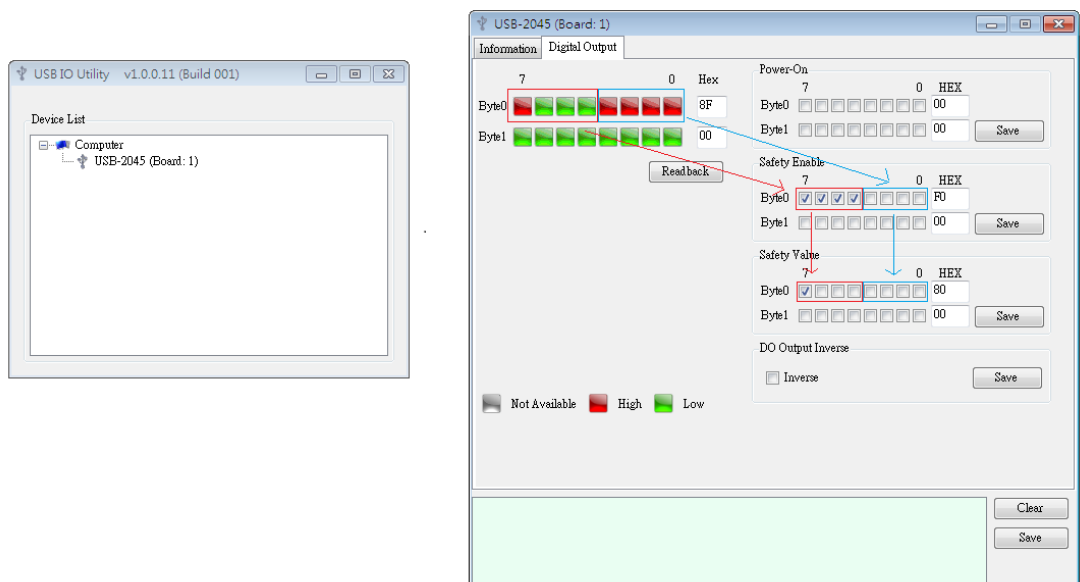 USB IO Utility v1.0.0.11 (Build 001)
Device List
Computer
USB-2045 (Board: 1)
USB-2045 (Board: 1)
Information
Digital Output
7 0 Hex
Byte0 8F
Byte1 00
Readback
Power-On
7 0 HEX
Byte0 00
Byte1 00 Save
Safety Enable
7 0 HEX
Byte0 F0
Byte1 00 Save
Safety Value
7 0 HEX
Byte0 80
Byte1 00 Save
DO Output Inverse
Inverse Save
Not Available High Low
Clear
Save